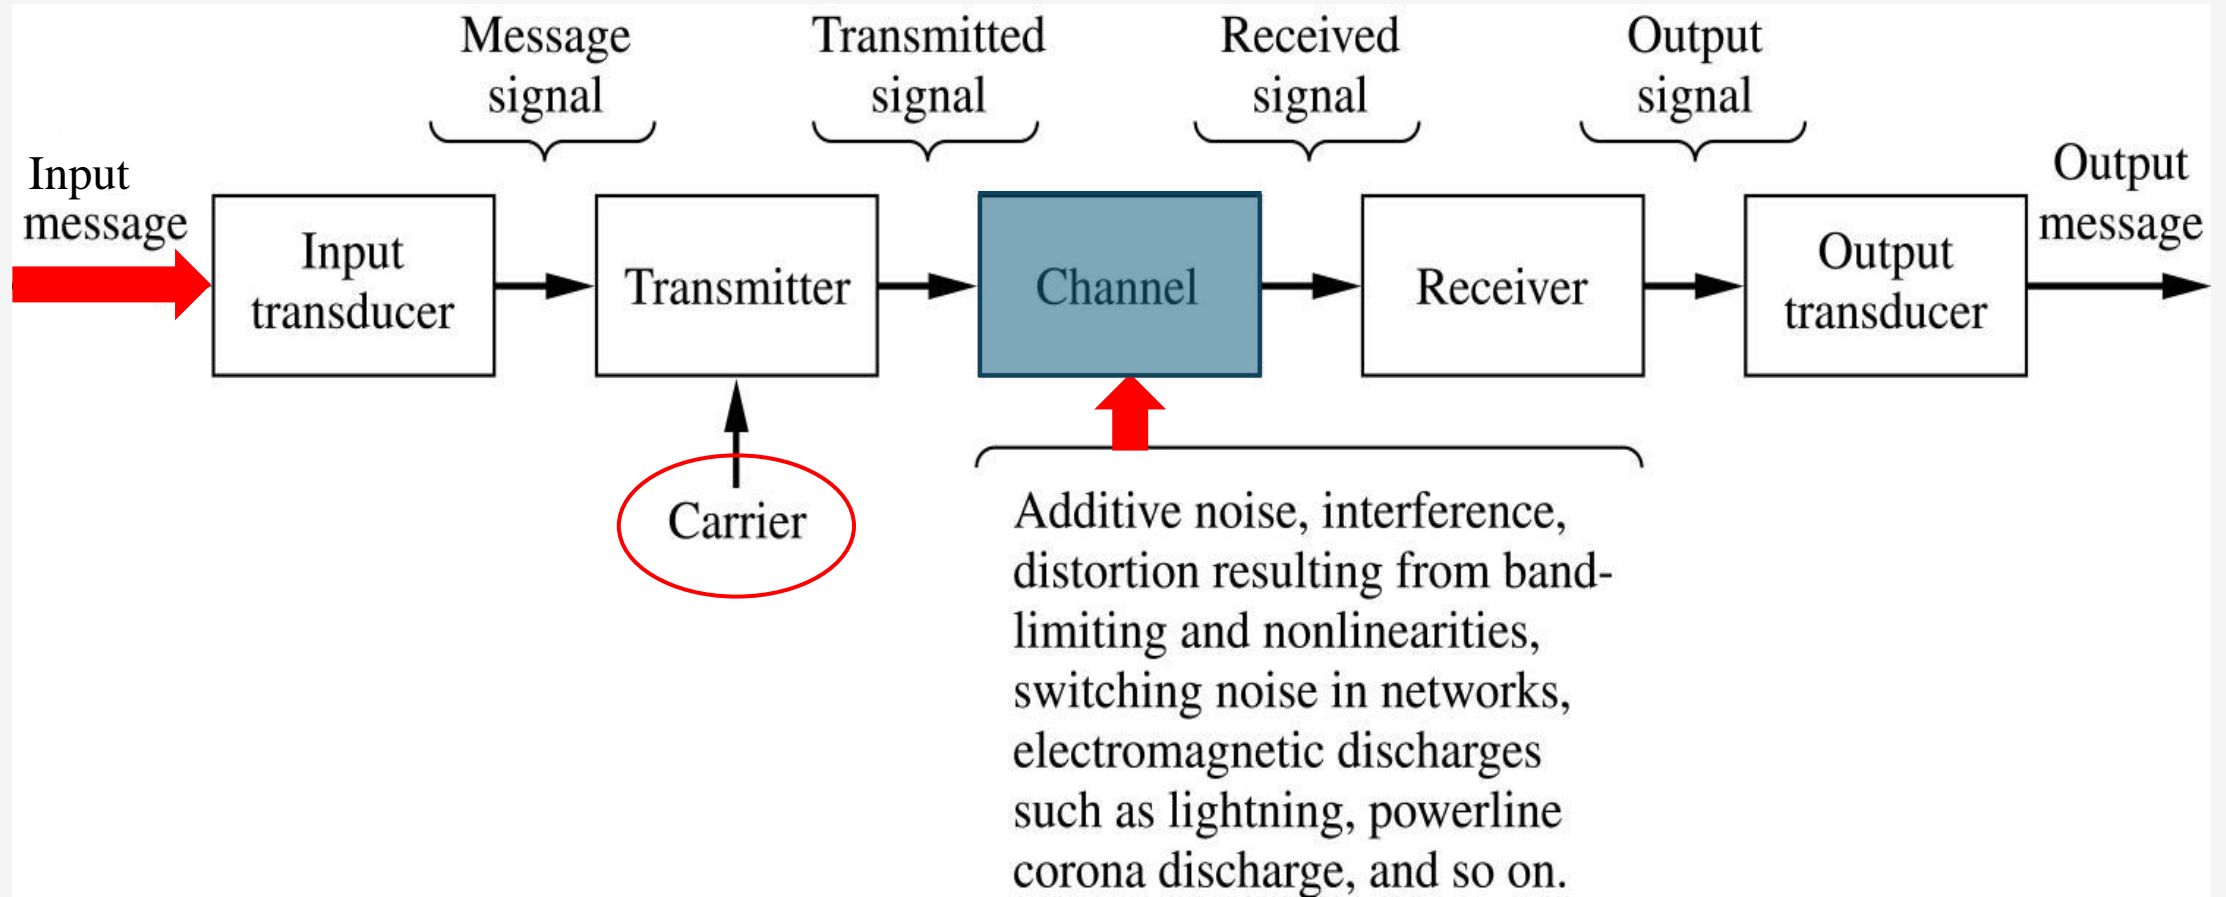 Message
signal
Transmitted
signal
Received
signal
Output
signal
Input
message
Input
transducer
Transmitter
Channel
Receiver
Output
transducer
Output
message
Carrier
Additive noise, interference,
distortion resulting from band-
limiting and nonlinearities,
switching noise in networks,
electromagnetic discharges
such as lightning, powerline
corona discharge, and so on.